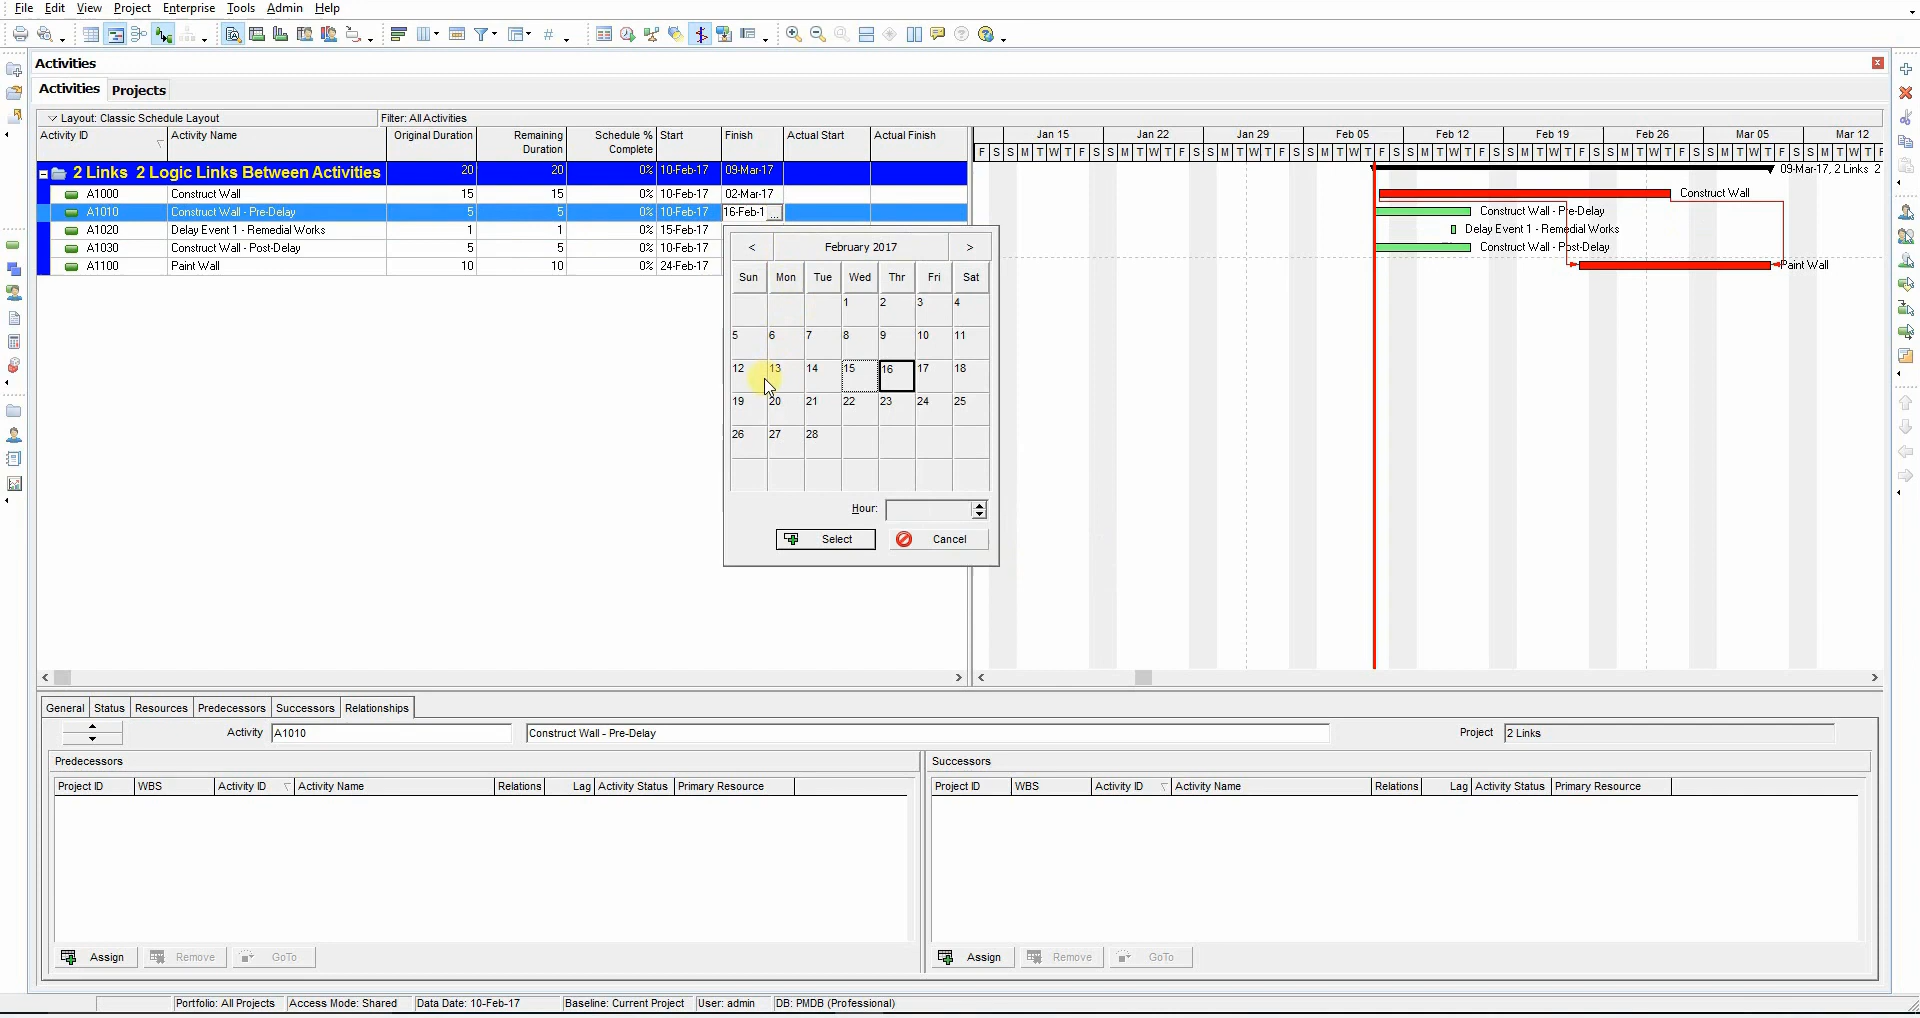 File Edit View Project Enterprise Tools Admin Help
Activities
Activities Projects
Layout: Classic Schedule Layout Filter: All Activities
Activity ID Activity Name Original Duration Remaining Duration Schedule % Complete Start Finish Actual Start Actual Finish
Jan 15 Jan 22 Jan 29 Feb 05 Feb 12 Feb 19 Feb 26 Mar 05 Mar 12
F S S M T W T F S S M T W T F S S M T W T F S S M T W T F S S M T W T F S S M T W T F S S M T W T F S S M T W T F S S M T W T F
2 Links 2 Logic Links Between Activities 20 20 0% 10-Feb-17 09-Mar-17 09-Mar-17, 2 Links 2
A1000 Construct Wall 15 15 0% 10-Feb-17 02-Mar-17 Construct Wall
A1010 Construct Wall - Pre-Delay 5 5 0% 10-Feb-17 16-Feb-1 ... Construct Wall - Pre-Delay
A1020 Delay Event 1 - Remedial Works 1 1 0% 15-Feb-17 Delay Event 1 - Remedial Works
A1030 Construct Wall - Post-Delay 5 5 0% 10-Feb-17 Construct Wall - Post-Delay
A1100 Paint Wall 10 10 0% 24-Feb-17 Paint Wall
< February 2017 >
Sun Mon Tue Wed Thr Fri Sat
1 2 3 4
5 6 7 8 9 10 11
12 13 14 15 16 17 18
19 20 21 22 23 24 25
26 27 28
Hour:
Select Cancel
General Status Resources Predecessors Successors Relationships
Activity A1010 Construct Wall - Pre-Delay Project 2 Links
Predecessors Successors
Project ID WBS Activity ID Activity Name Relations Lag Activity Status Primary Resource Project ID WBS Activity ID Activity Name Relations Lag Activity Status Primary Resource
Assign Remove GoTo Assign Remove GoTo
Portfolio: All Projects Access Mode: Shared Data Date: 10-Feb-17 Baseline: Current Project User: admin DB: PMDB (Professional)